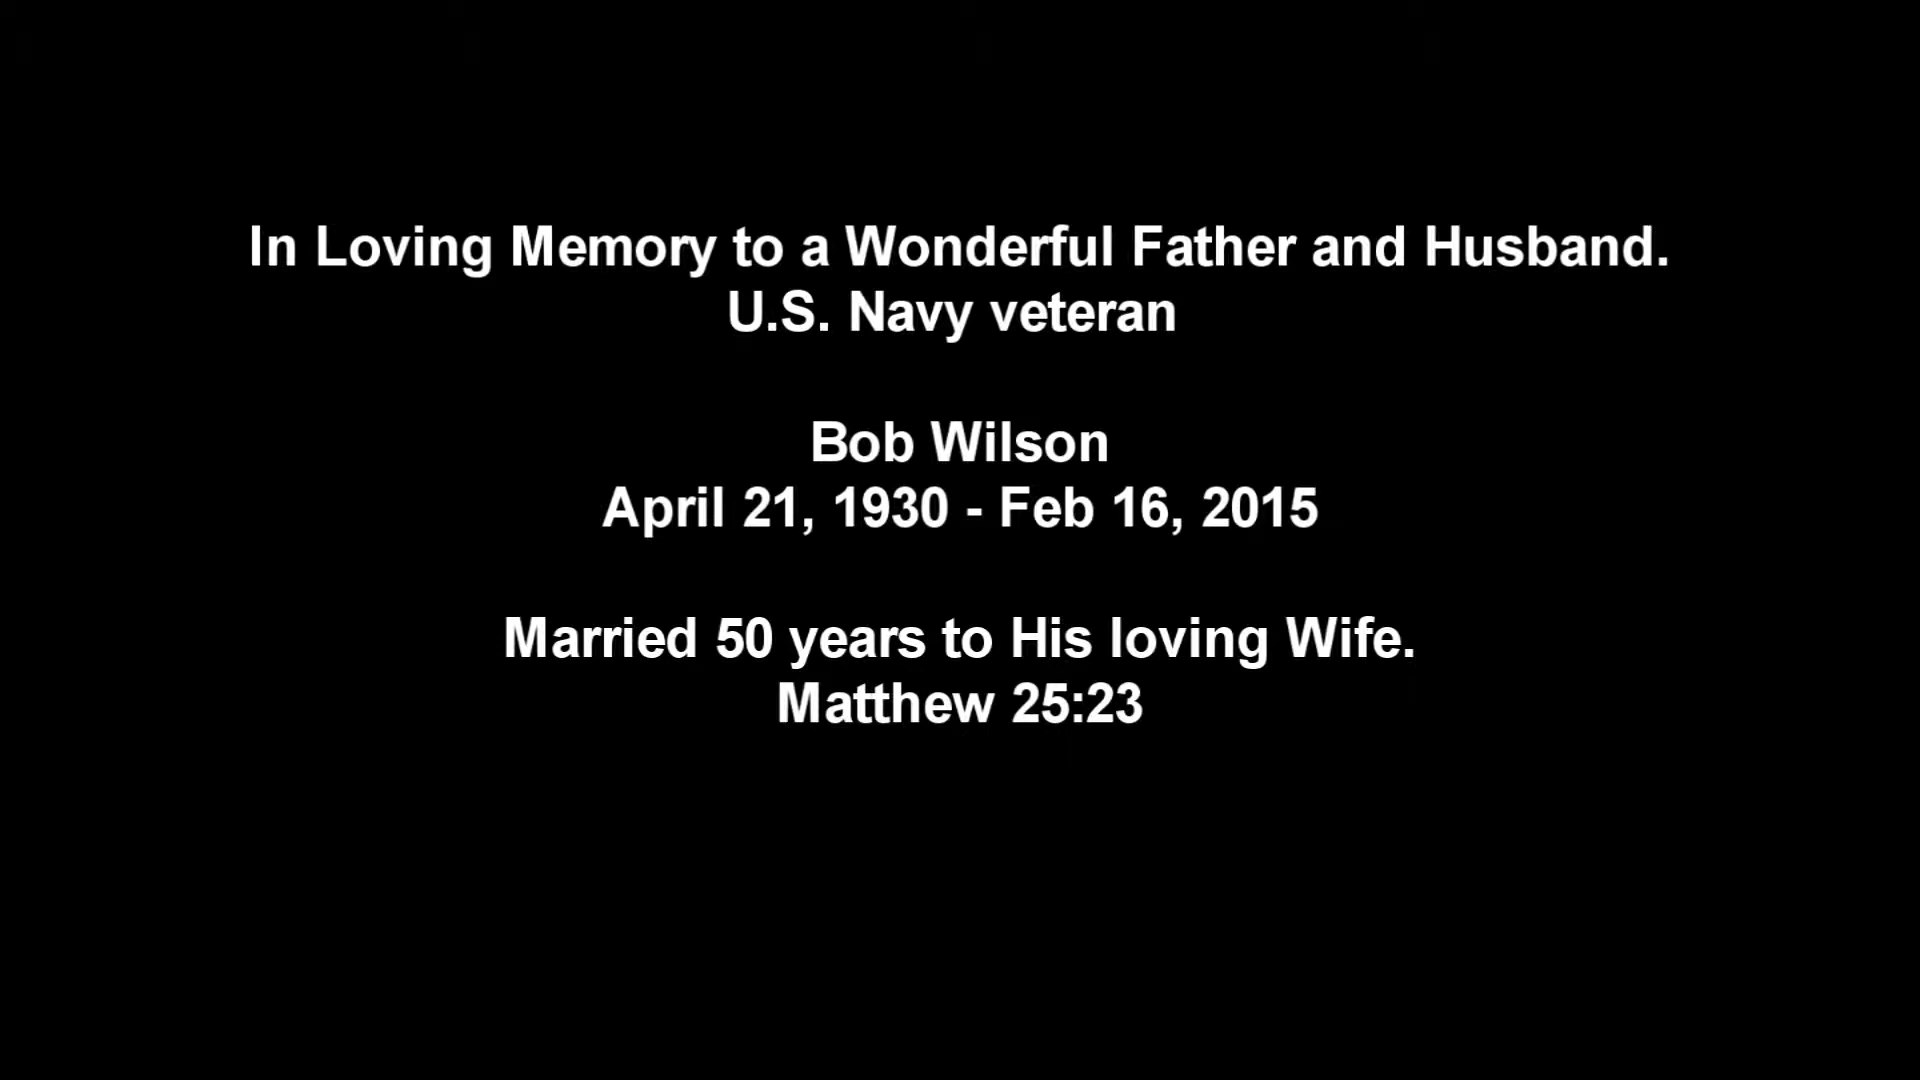 In Loving Memory to a Wonderful Father and Husband.
U.S. Navy veteran
Bob Wilson
April 21, 1930 - Feb 16, 2015
Married 50 years to His loving Wife.
Matthew 25:23